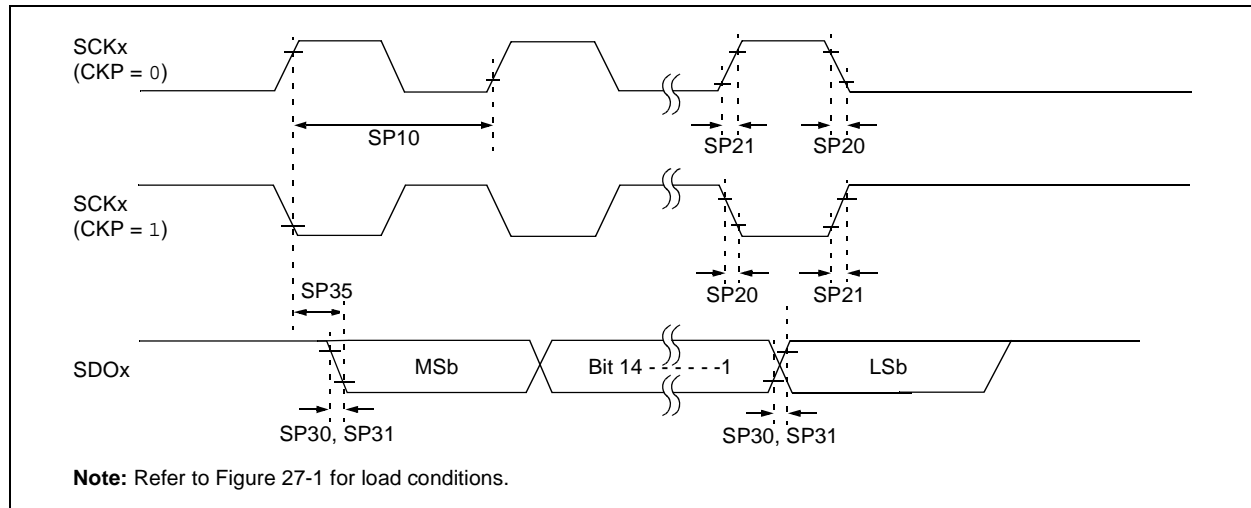 SCKx
(CKP = 0)
SP10
SP21
SP20
SCKx
(CKP = 1)
SP35
SP20
SP21
SDOx
MSb
Bit 14 - - - - - -1
LSb
SP30, SP31
SP30, SP31
Note: Refer to Figure 27-1 for load conditions.